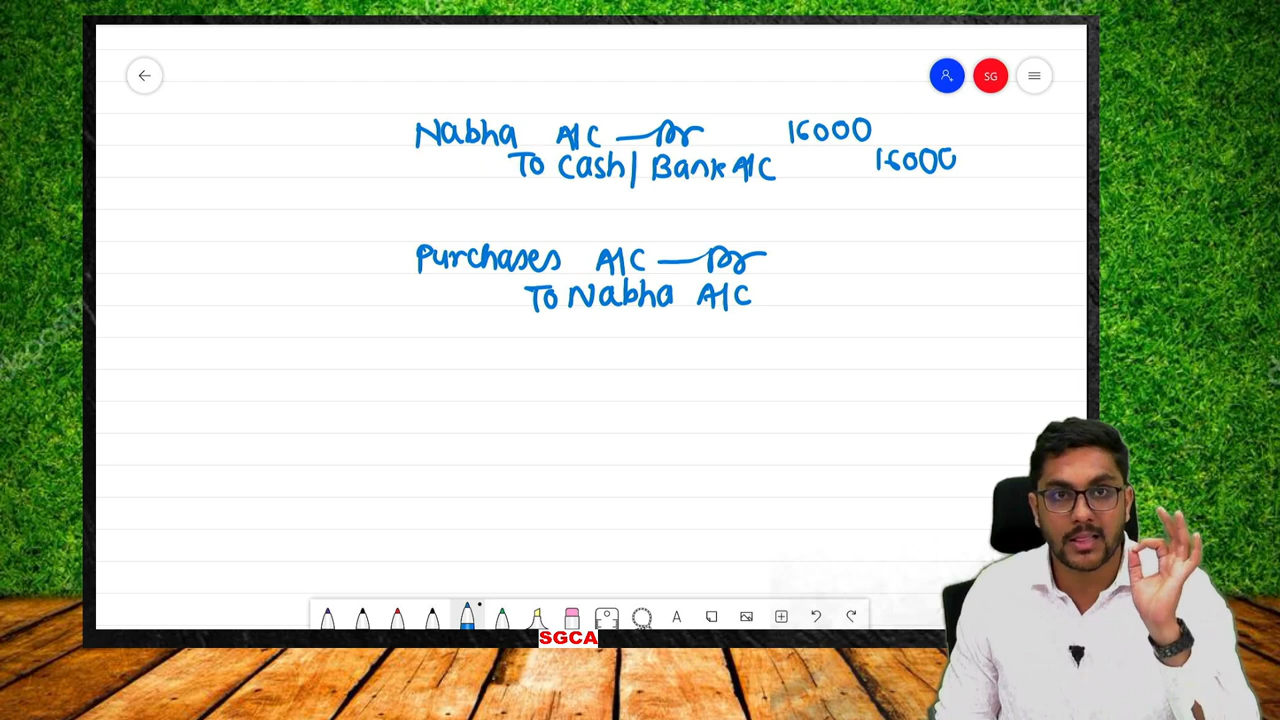 SG
Nabha A/C — Dr 16000
To Cash/ Bank A/C 16000
Purchases A/C — Dr
To Nabha A/C
A
SGCA